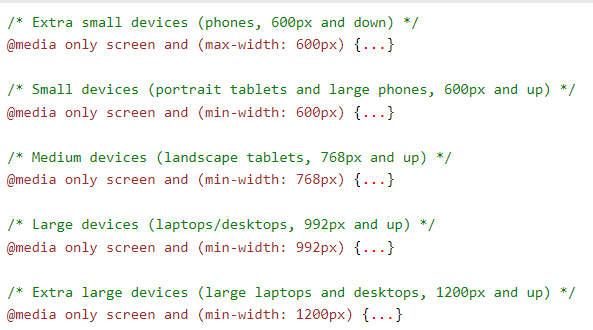 /* Extra small devices (phones, 600px and down) */
@media only screen and (max-width: 600px) {...}
/* Small devices (portrait tablets and large phones, 600px and up) */
@media only screen and (min-width: 600px) {...}
/* Medium devices (landscape tablets, 768px and up) */
@media only screen and (min-width: 768px) {...}
/* Large devices (laptops/desktops, 992px and up) */
@media only screen and (min-width: 992px) {...}
/* Extra large devices (large laptops and desktops, 1200px and up) */
@media only screen and (min-width: 1200px) {...}